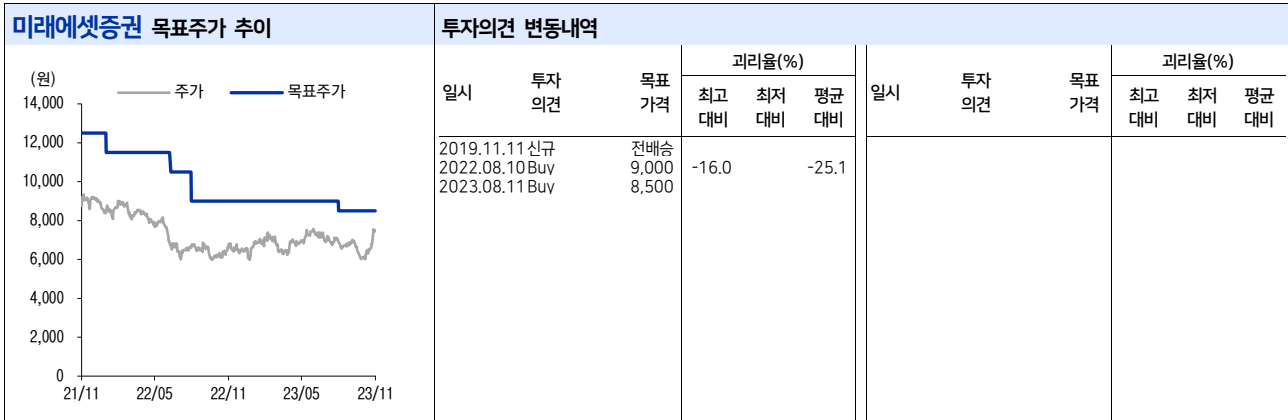 미래에셋증권 목표주가 추이
(원)
주가
목표주가
14,000
12,000
10,000
8,000
6,000
4,000
2,000
0
21/11 22/05 22/11 23/05 23/11
투자의견 변동내역
일시 투자의견 목표가격 괴리율(%)
최고대비 최저대비 평균대비
2019.11.11 신규 전배승
2022.08.10 Buy 9,000 -16.0 -25.1
2023.08.11 Buy 8,500
일시 투자의견 목표가격 괴리율(%)
최고대비 최저대비 평균대비